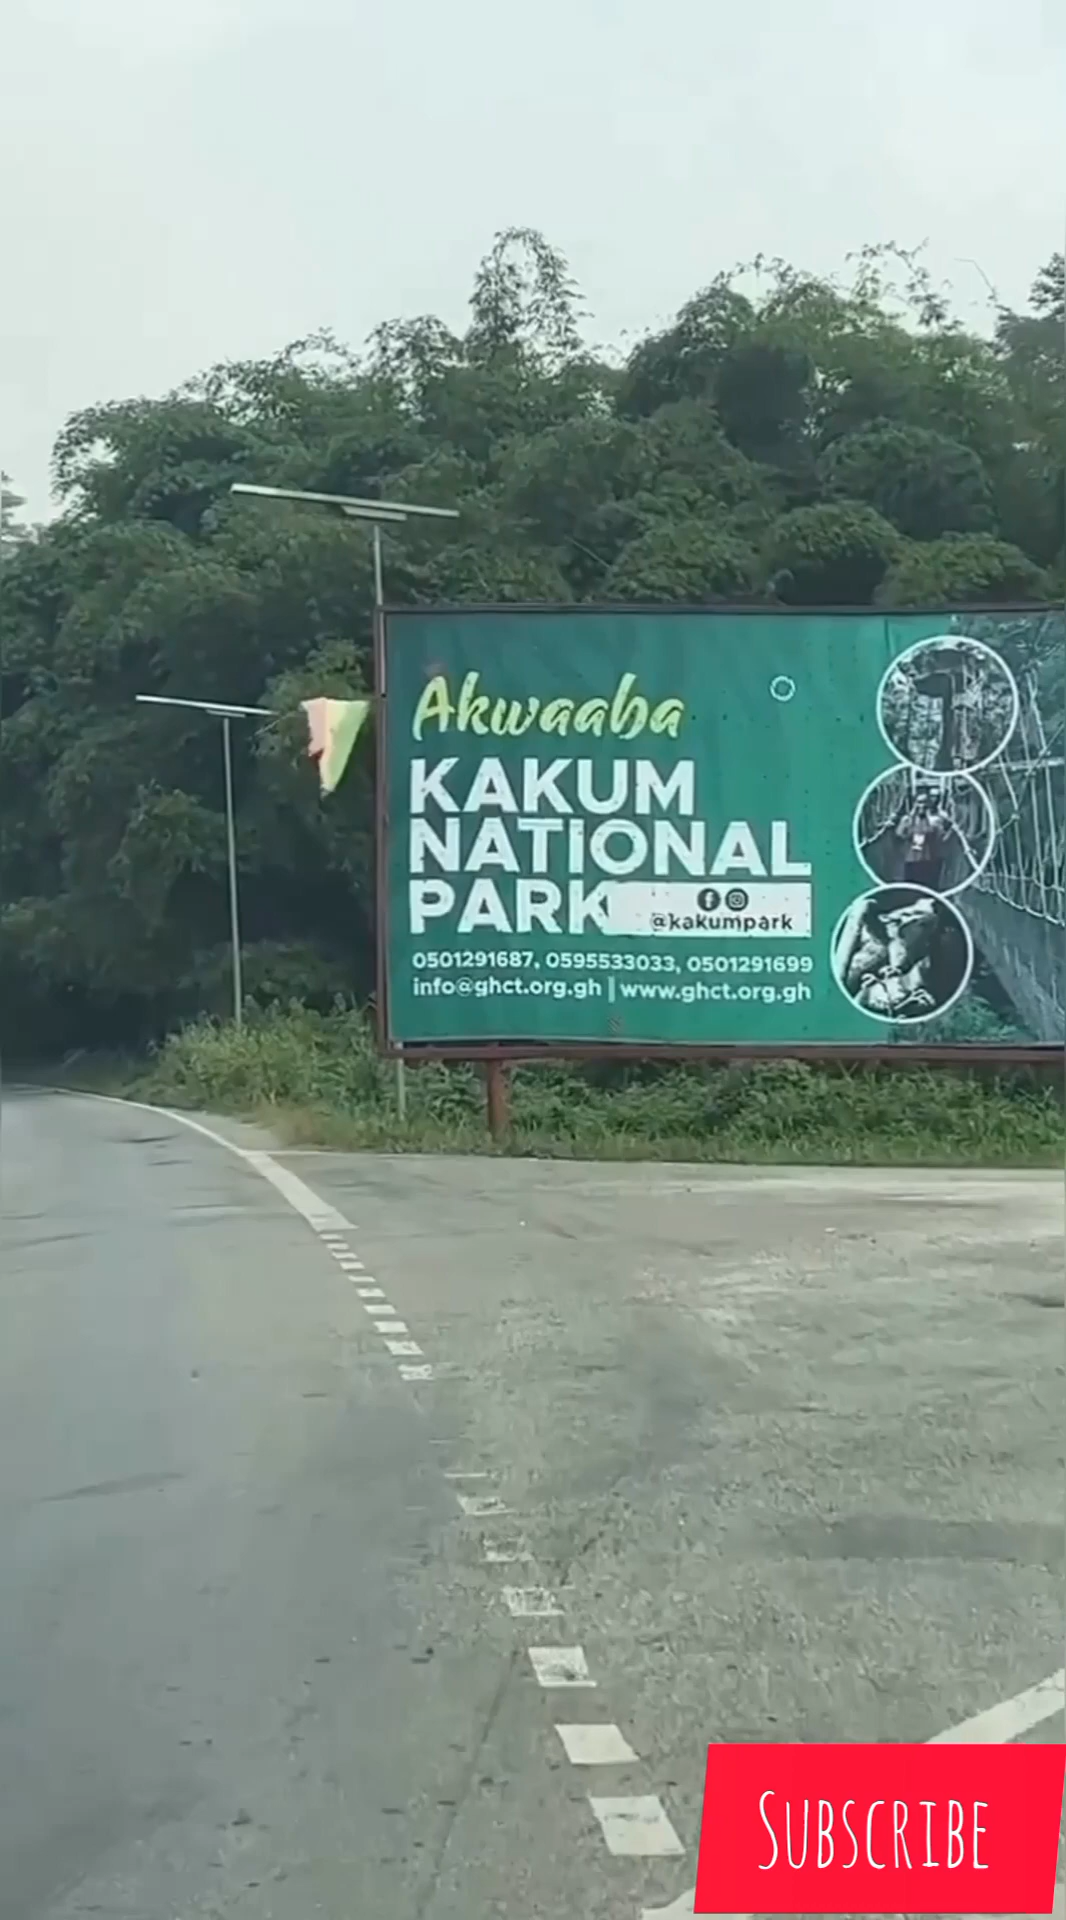 Akwaaba
KAKUM
NATIONAL
PARK
@kakumpark
0501291687, 0595533033, 0501291699
info@ghct.org.gh | www.ghct.org.gh
SUBSCRIBE